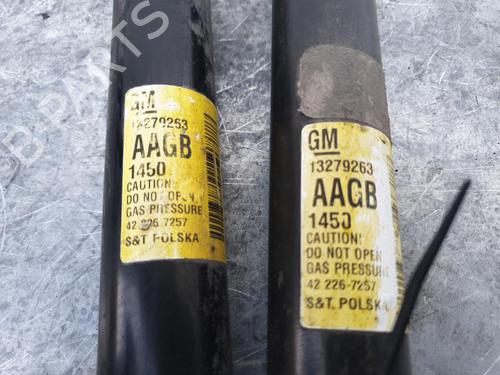 GM
13279263
AAGB
1450
CAUTION!
DO NOT OPEN
GAS PRESSURE
42 226-7257
S&T POLSKA
GM
13279263
AAGB
1450
CAUTION!
DO NOT OPEN
GAS PRESSURE
42 226-7257
S&T. POLSKA
PARTS